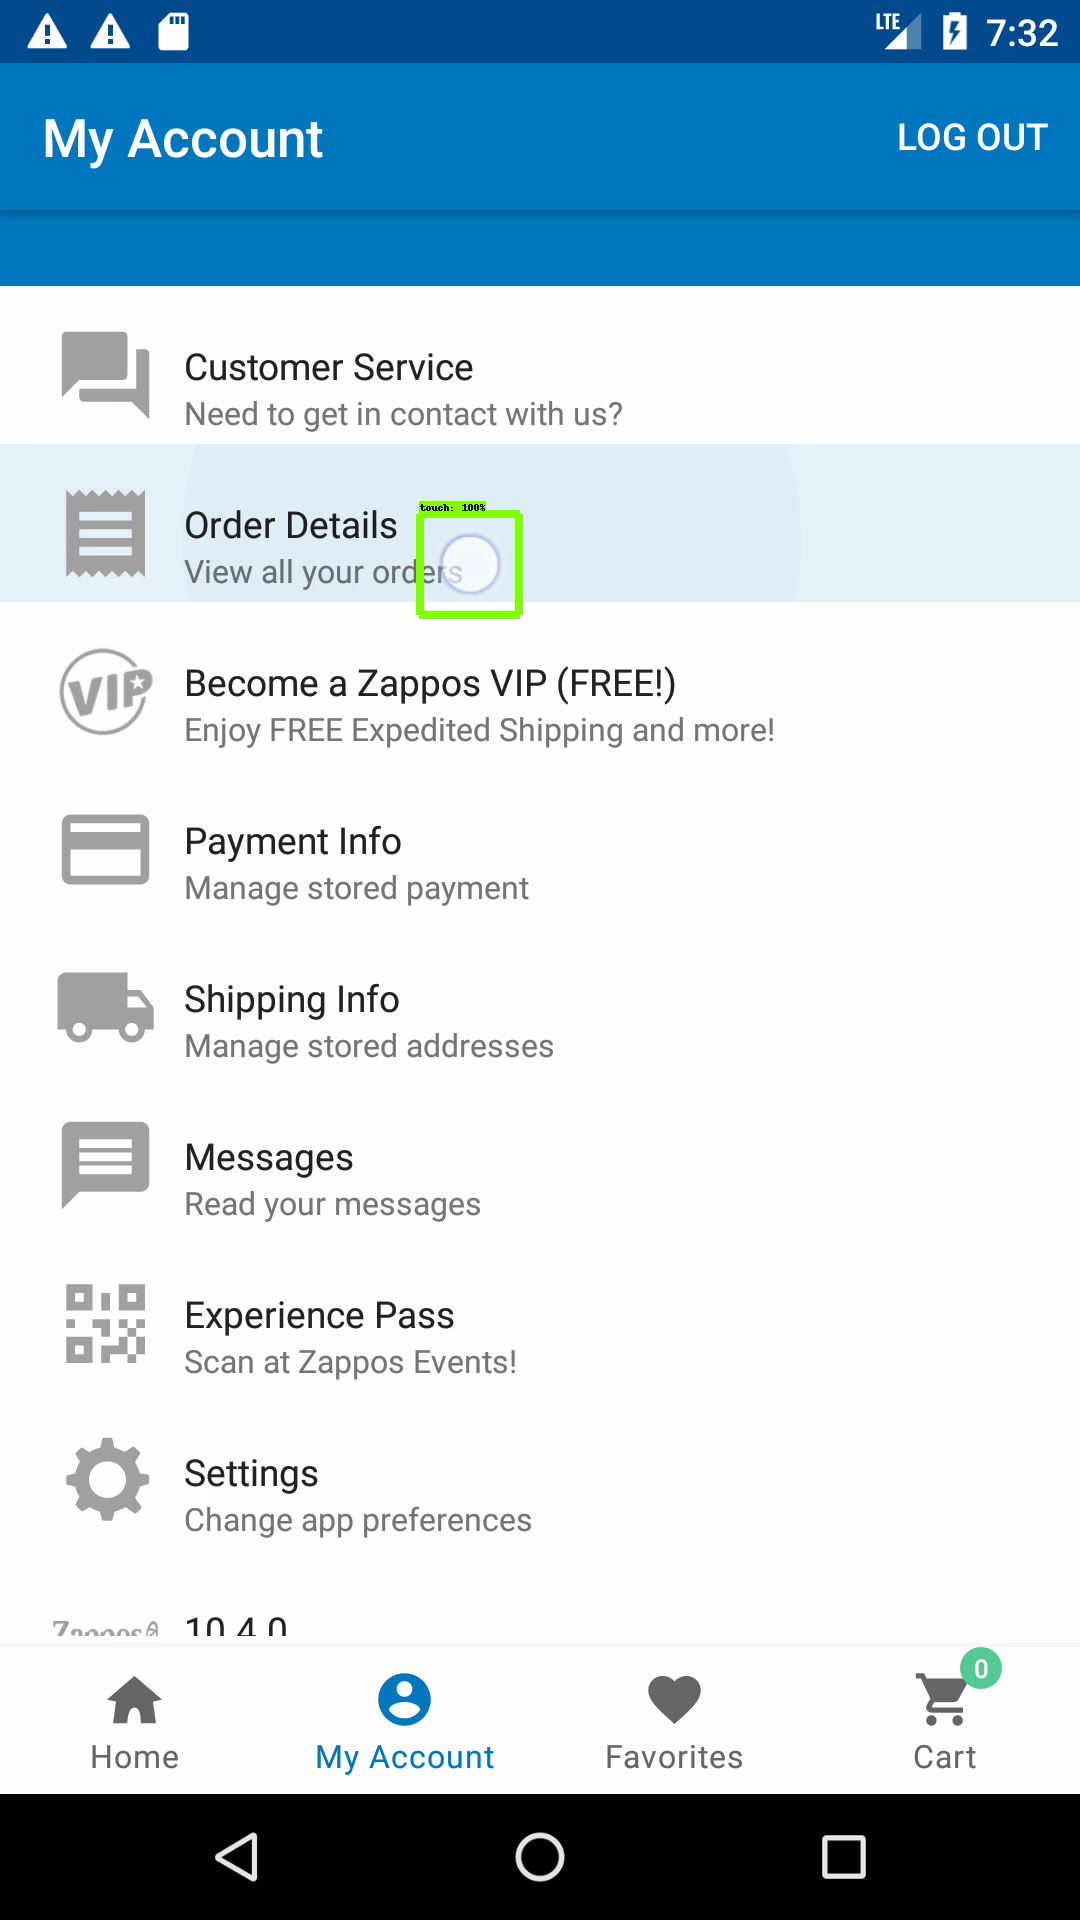 LTE 7:32
My Account LOG OUT
Customer Service
Need to get in contact with us?
touch: 100%
Order Details
View all your orders
VIP
Become a Zappos VIP (FREE!)
Enjoy FREE Expedited Shipping and more!
Payment Info
Manage stored payment
Shipping Info
Manage stored addresses
Messages
Read your messages
Experience Pass
Scan at Zappos Events!
Settings
Change app preferences
Zappos 10.4.0
0
Home My Account Favorites Cart